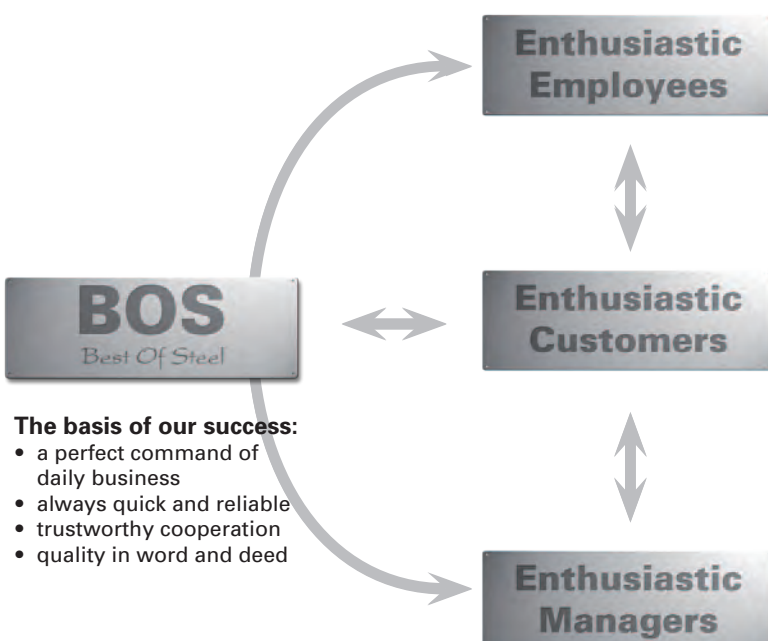 Enthusiastic
Employees
BOS
Best Of Steel
Enthusiastic
Customers
The basis of our success:
• a perfect command of
daily business
• always quick and reliable
• trustworthy cooperation
• quality in word and deed
Enthusiastic
Managers